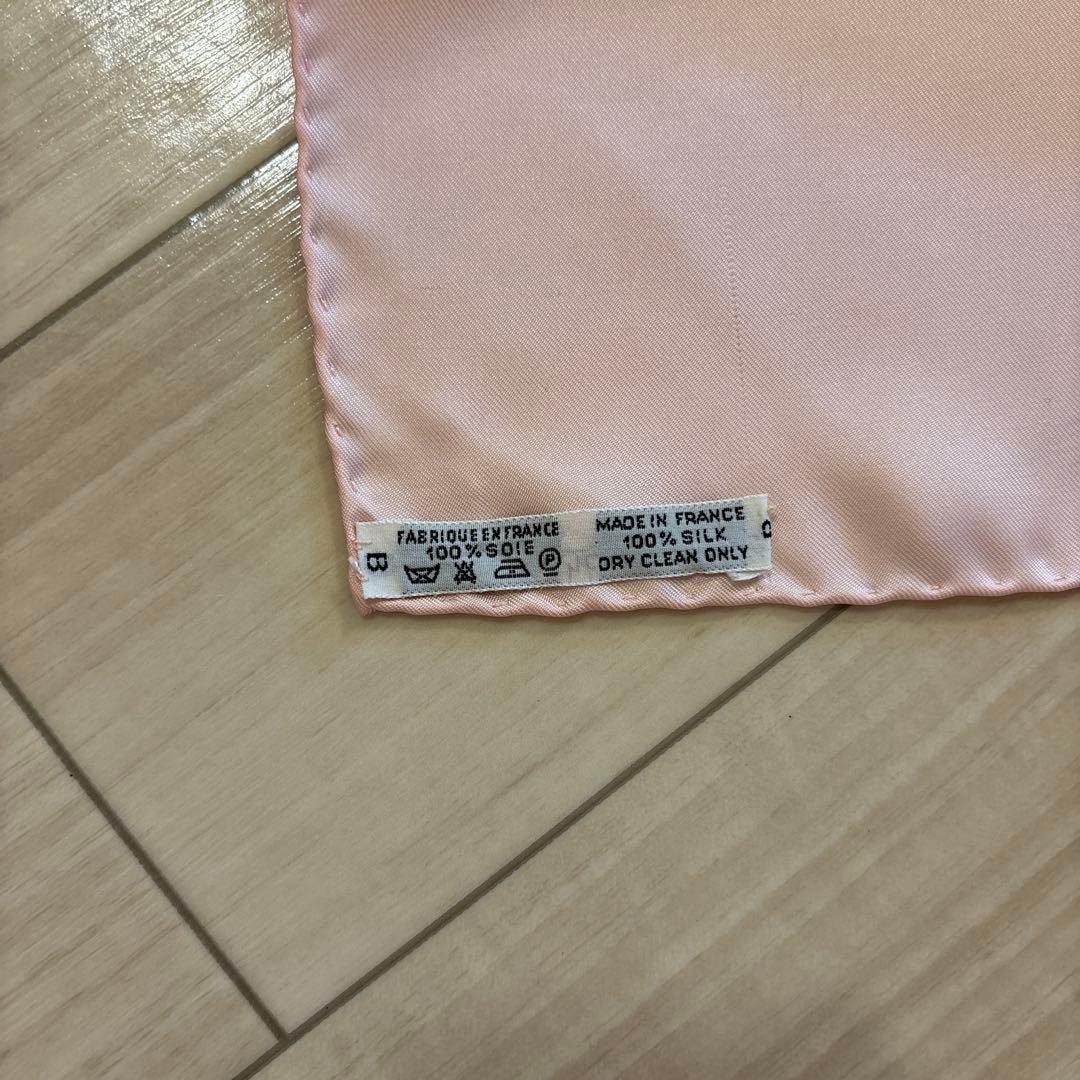 B
FABRIQUE EN FRANCE
100% SOIE
P
MADE IN FRANCE
100% SILK
DRY CLEAN ONLY